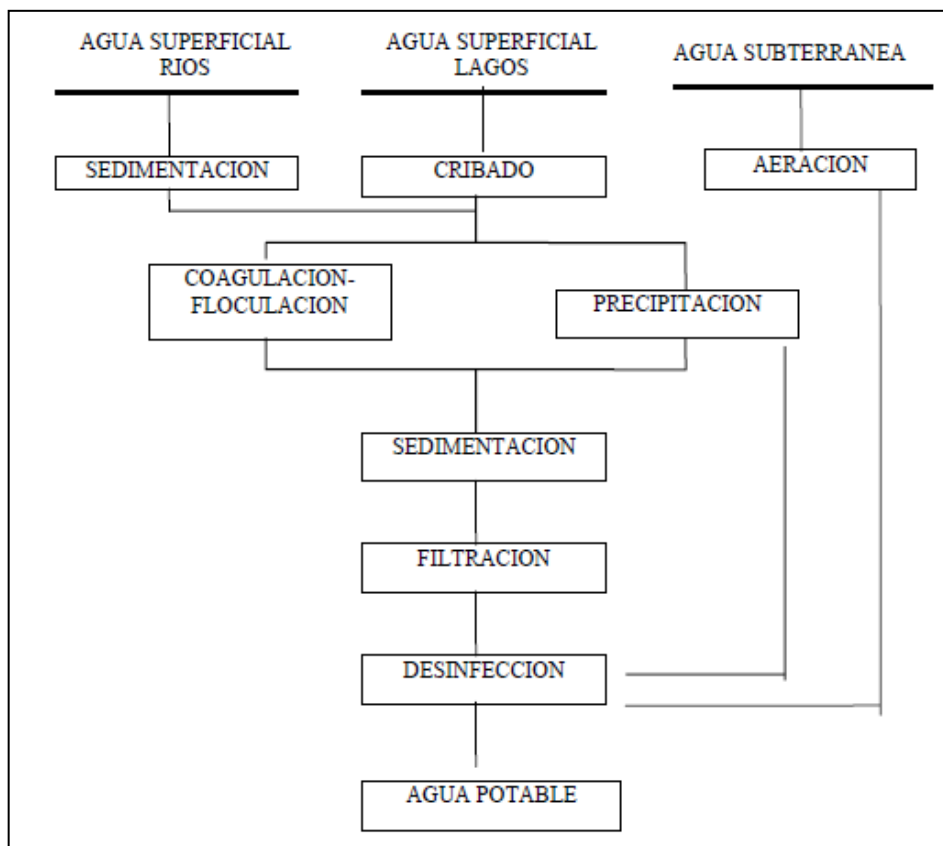 AGUA SUPERFICIAL
RIOS
AGUA SUPERFICIAL
LAGOS
AGUA SUBTERRANEA
SEDIMENTACION
CRIBADO
AERACION
COAGULACION-
FLOCULACION
PRECIPITACION
SEDIMENTACION
FILTRACION
DESINFECCION
AGUA POTABLE